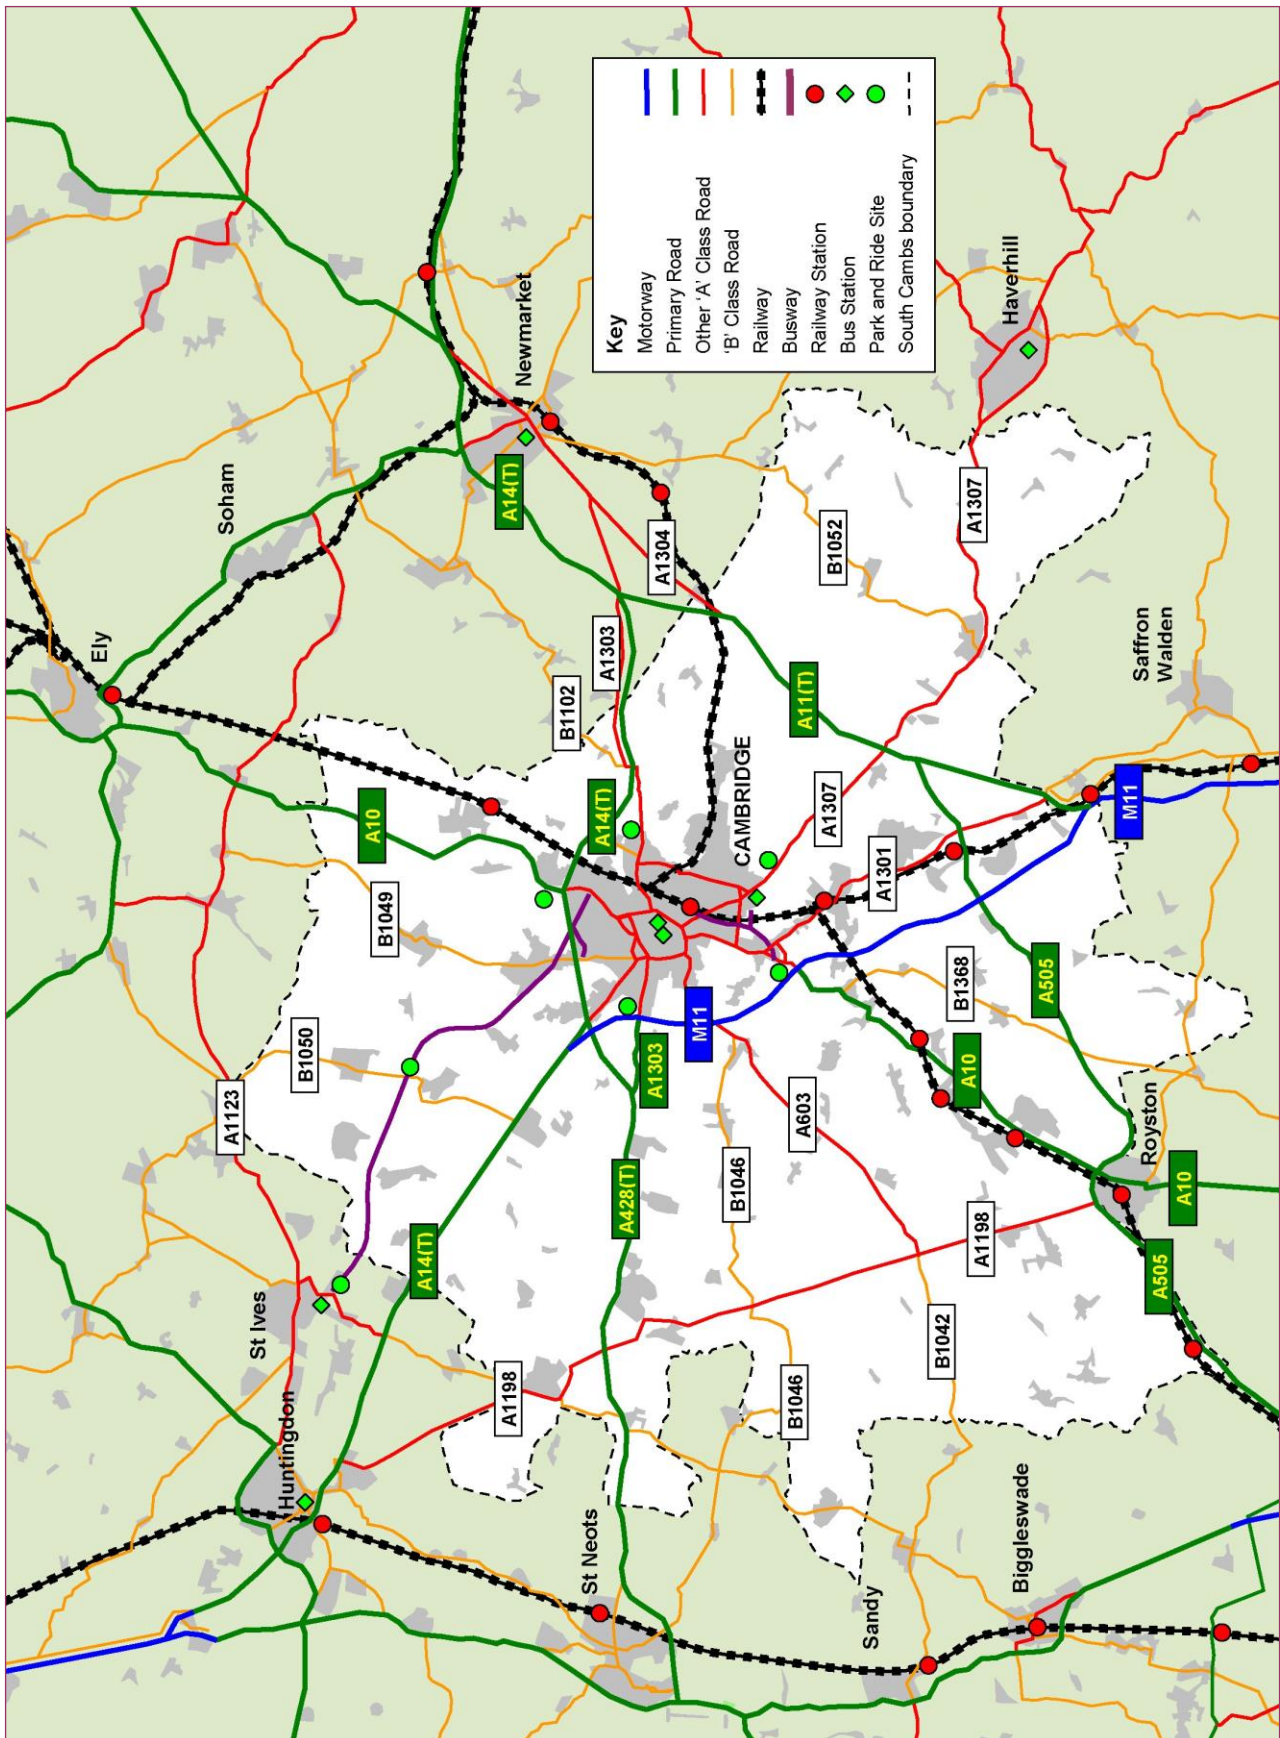 Huntingdon
St Ives
A1123
Soham
Ely
Newmarket
A14(T)
B1050
B1049
A10
A14(T)
A1198
St Neots
A428(T)
A1303
M11
A14(T)
B1102
A1303
A1304
CAMBRIDGE
B1046
B1046
A603
A1307
A11(T)
B1052
Sandy
B1042
A1198
A10
B1368
A1301
A505
A1307
Haverhill
Biggleswade
A505
Royston
A10
M11
Saffron
Walden
Key
Motorway
Primary Road
Other 'A' Class Road
'B' Class Road
Railway
Busway
Railway Station
Bus Station
Park and Ride Site
South Cambs boundary